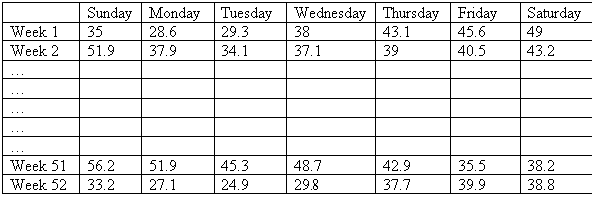 Sunday Monday Tuesday Wednesday Thursday Friday Saturday
Week 1 35 28.6 29.3 38 43.1 45.6 49
Week 2 51.9 37.9 34.1 37.1 39 40.5 43.2
...
...
...
...
...
Week 51 56.2 51.9 45.3 48.7 42.9 35.5 38.2
Week 52 33.2 27.1 24.9 29.8 37.7 39.9 38.8